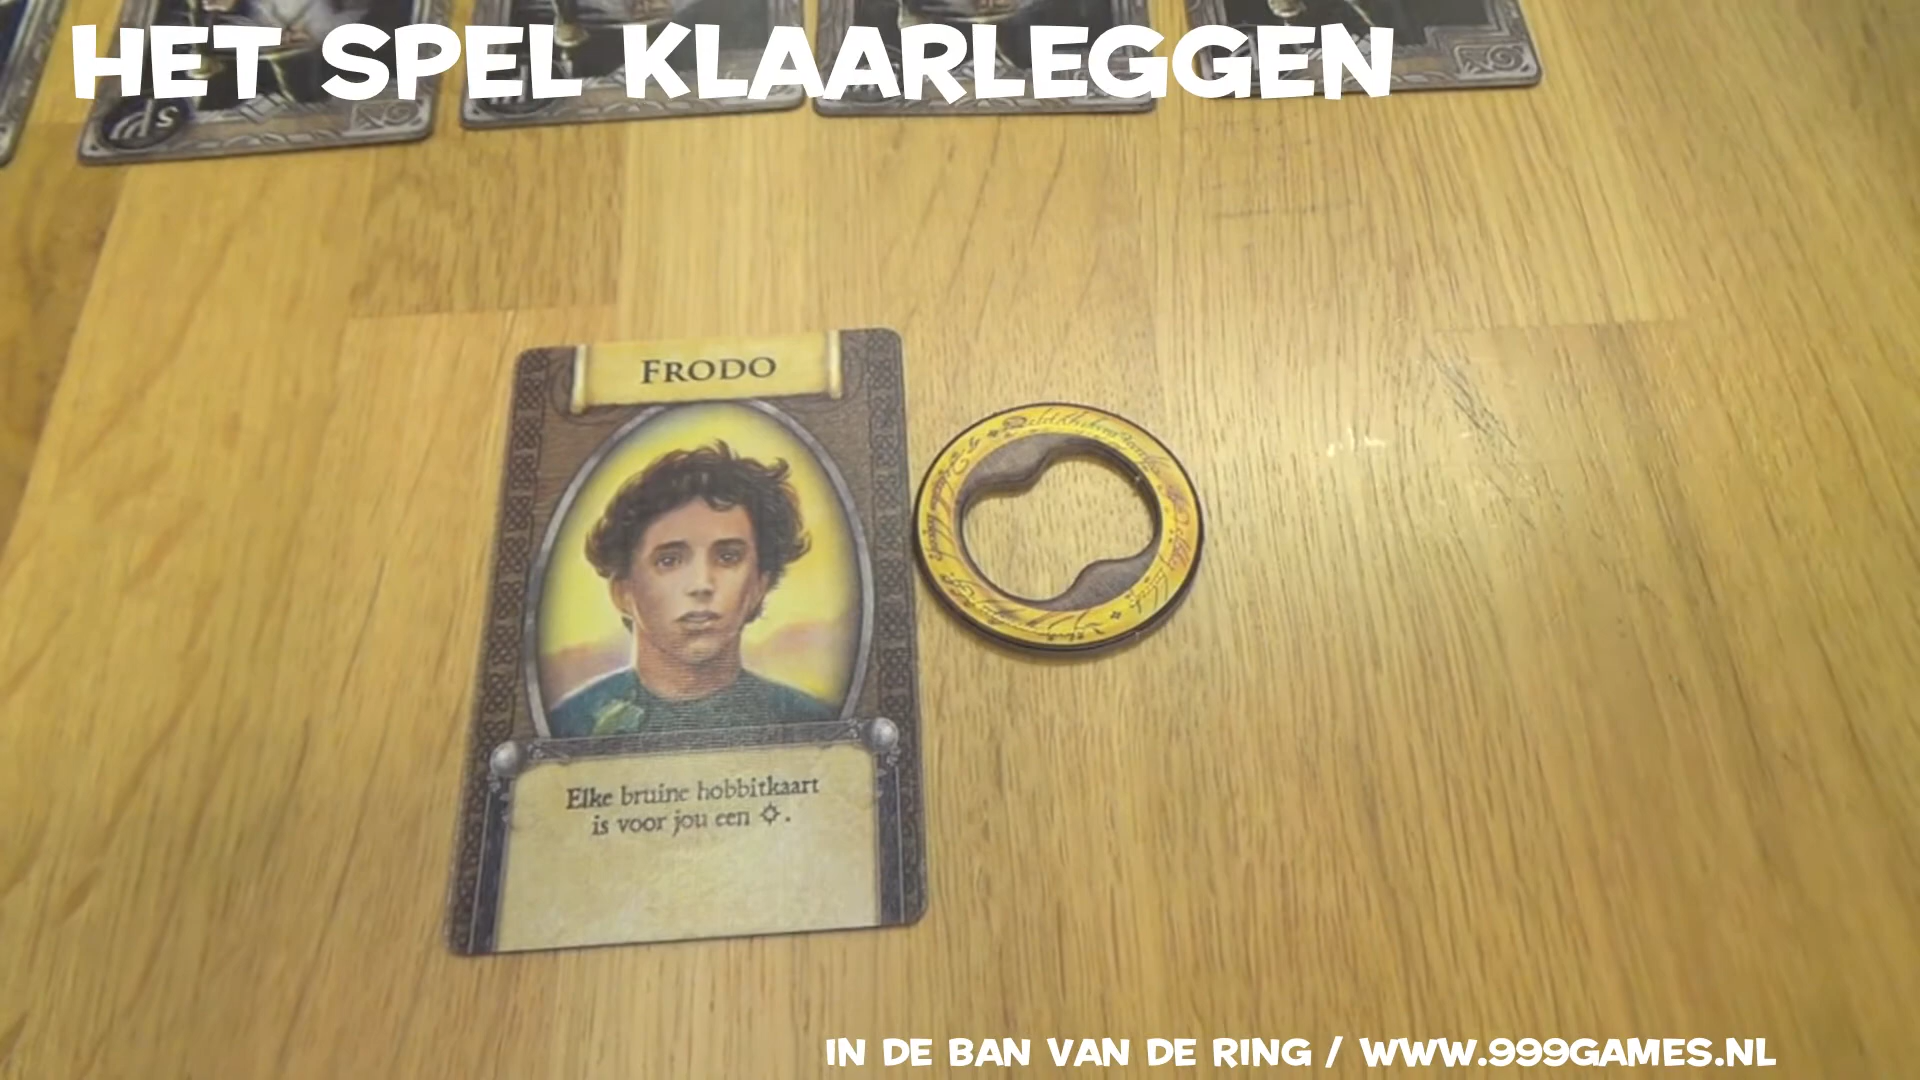 HET SPEL KLAARLEGGEN
5
FRODO
Elke bruine hobbitkaart
is voor jou een
IN DE BAN VAN DE RING / WWW.999GAMES.NL